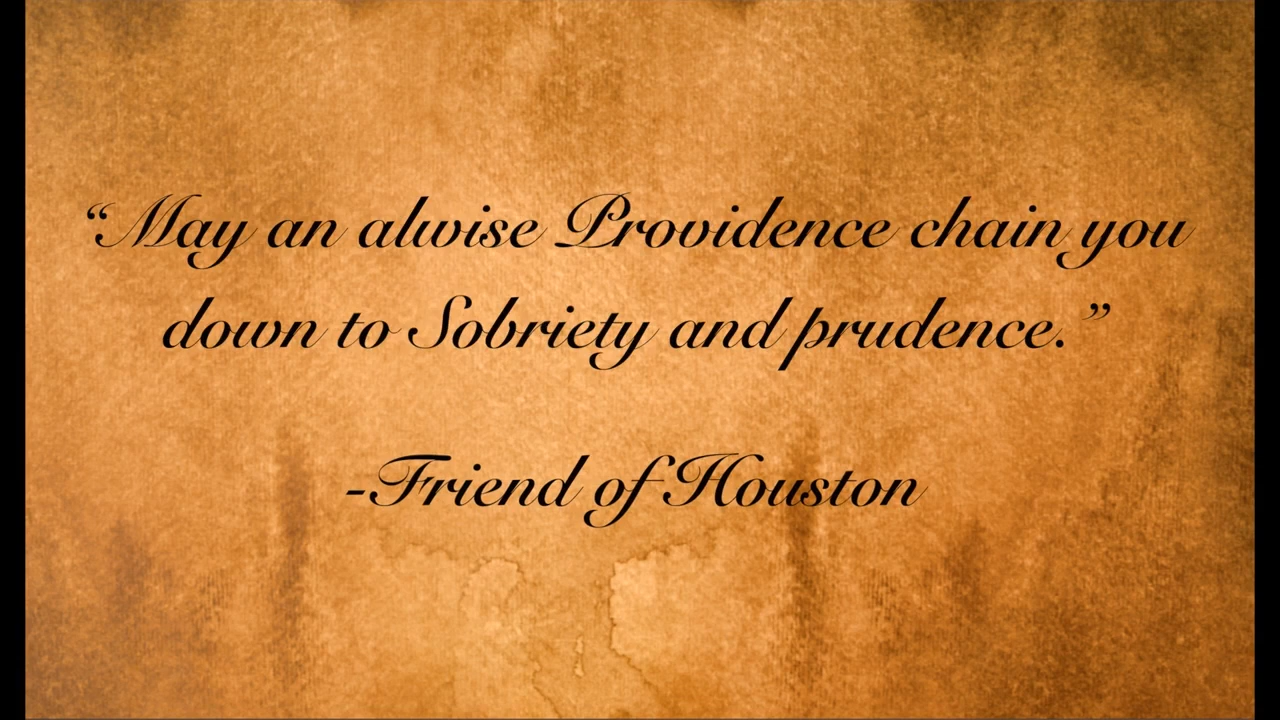 “May an alwise Providence chain you
down to Sobriety and prudence.”
-Friend of Houston